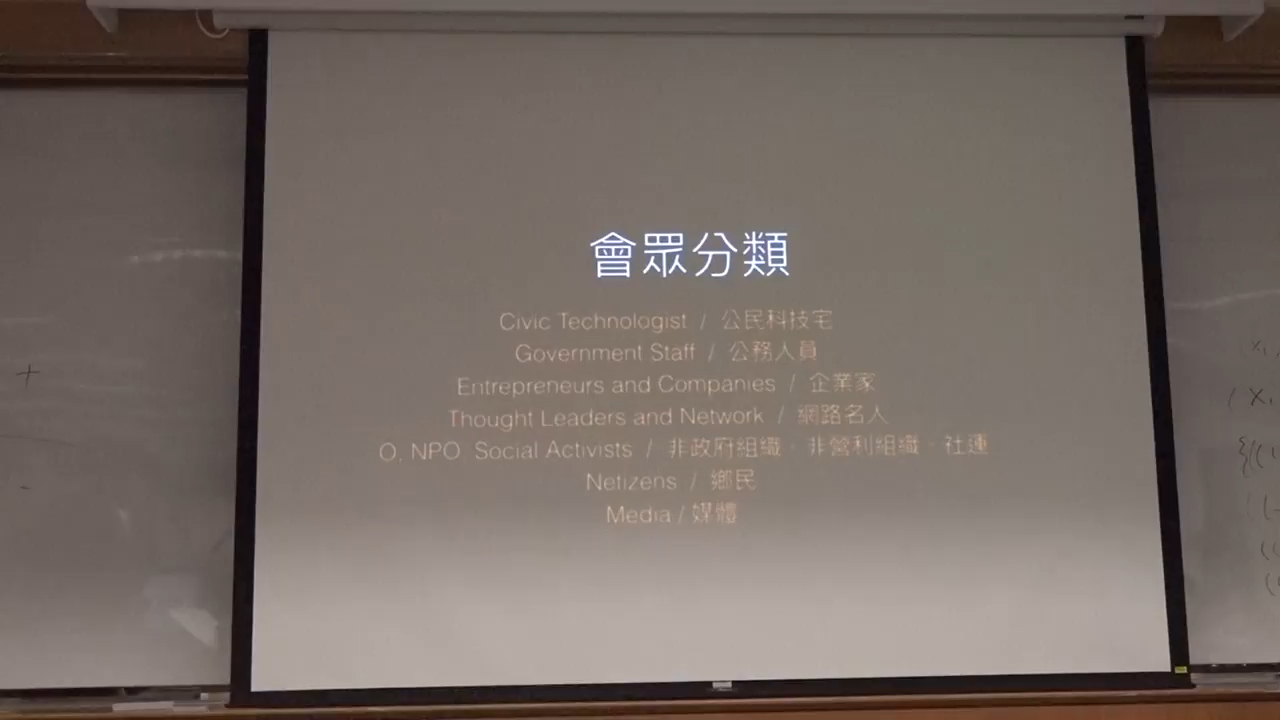 會眾分類
Civic Technologist / 公民科技宅
Government Staff / 公務人員
Entrepreneurs and Companies / 企業家
Thought Leaders and Network / 網路名人
O, NPO, Social Activists / 非政府組織、非營利組織、社運
Netizens / 鄉民
Media / 媒體